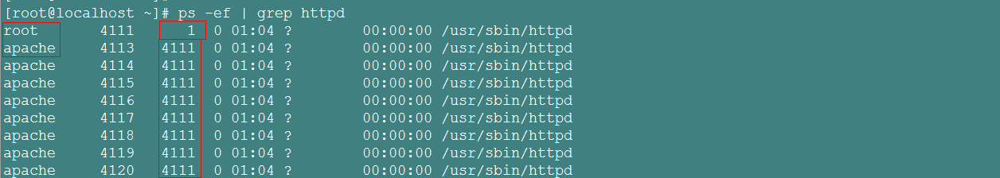 [root@localhost ~]# ps -ef | grep httpd
root 4111 1 0 01:04 ? 00:00:00 /usr/sbin/httpd
apache 4113 4111 0 01:04 ? 00:00:00 /usr/sbin/httpd
apache 4114 4111 0 01:04 ? 00:00:00 /usr/sbin/httpd
apache 4115 4111 0 01:04 ? 00:00:00 /usr/sbin/httpd
apache 4116 4111 0 01:04 ? 00:00:00 /usr/sbin/httpd
apache 4117 4111 0 01:04 ? 00:00:00 /usr/sbin/httpd
apache 4118 4111 0 01:04 ? 00:00:00 /usr/sbin/httpd
apache 4119 4111 0 01:04 ? 00:00:00 /usr/sbin/httpd
apache 4120 4111 0 01:04 ? 00:00:00 /usr/sbin/httpd